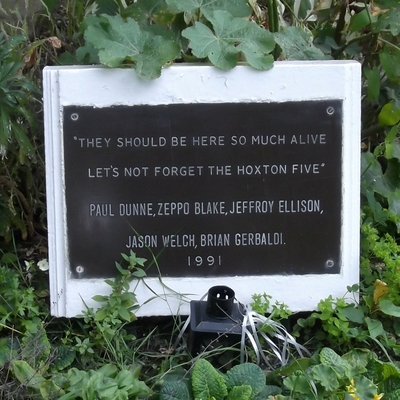 "THEY SHOULD BE HERE SO MUCH ALIVE
LET'S NOT FORGET THE HOXTON FIVE"
PAUL DUNNE, ZEPPO BLAKE, JEFFROY ELLISON,
JASON WELCH, BRIAN GERBALDI.
1991